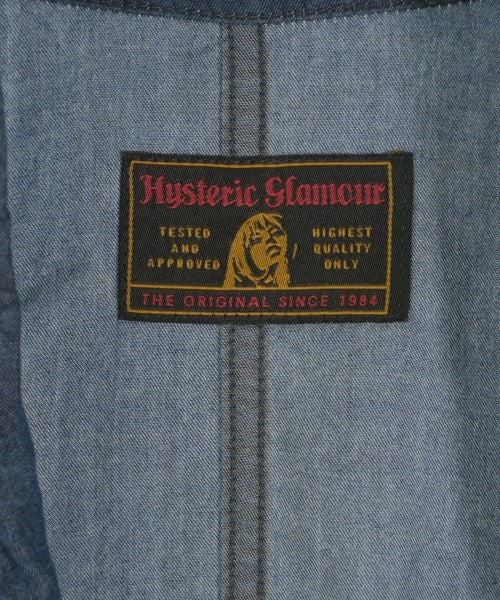 Hysteric Glamour
TESTED
AND
APPROVED
HIGHEST
QUALITY
ONLY
THE ORIGINAL SINCE 1984